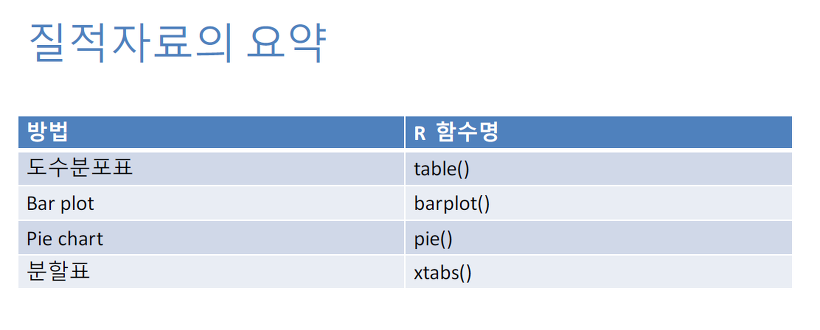 질적자료의 요약
방법 R 함수명
도수분포표 table()
Bar plot barplot()
Pie chart pie()
분할표 xtabs()